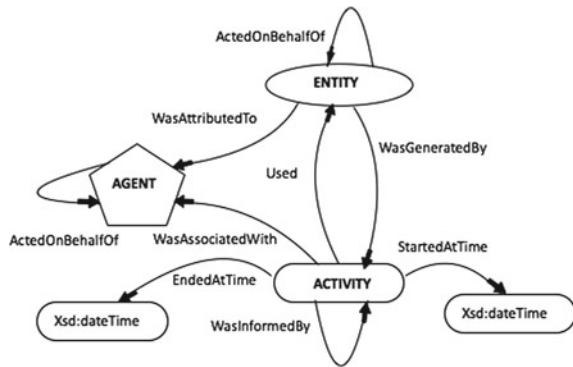 ActedOnBehalfOf
ENTITY
WasAttributedTo
WasGeneratedBy
Used
AGENT
ActedOnBehalfOf
WasAssociatedWith
StartedAtTime
EndedAtTime
ACTIVITY
Xsd:dateTime
Xsd:dateTime
WasInformedBy